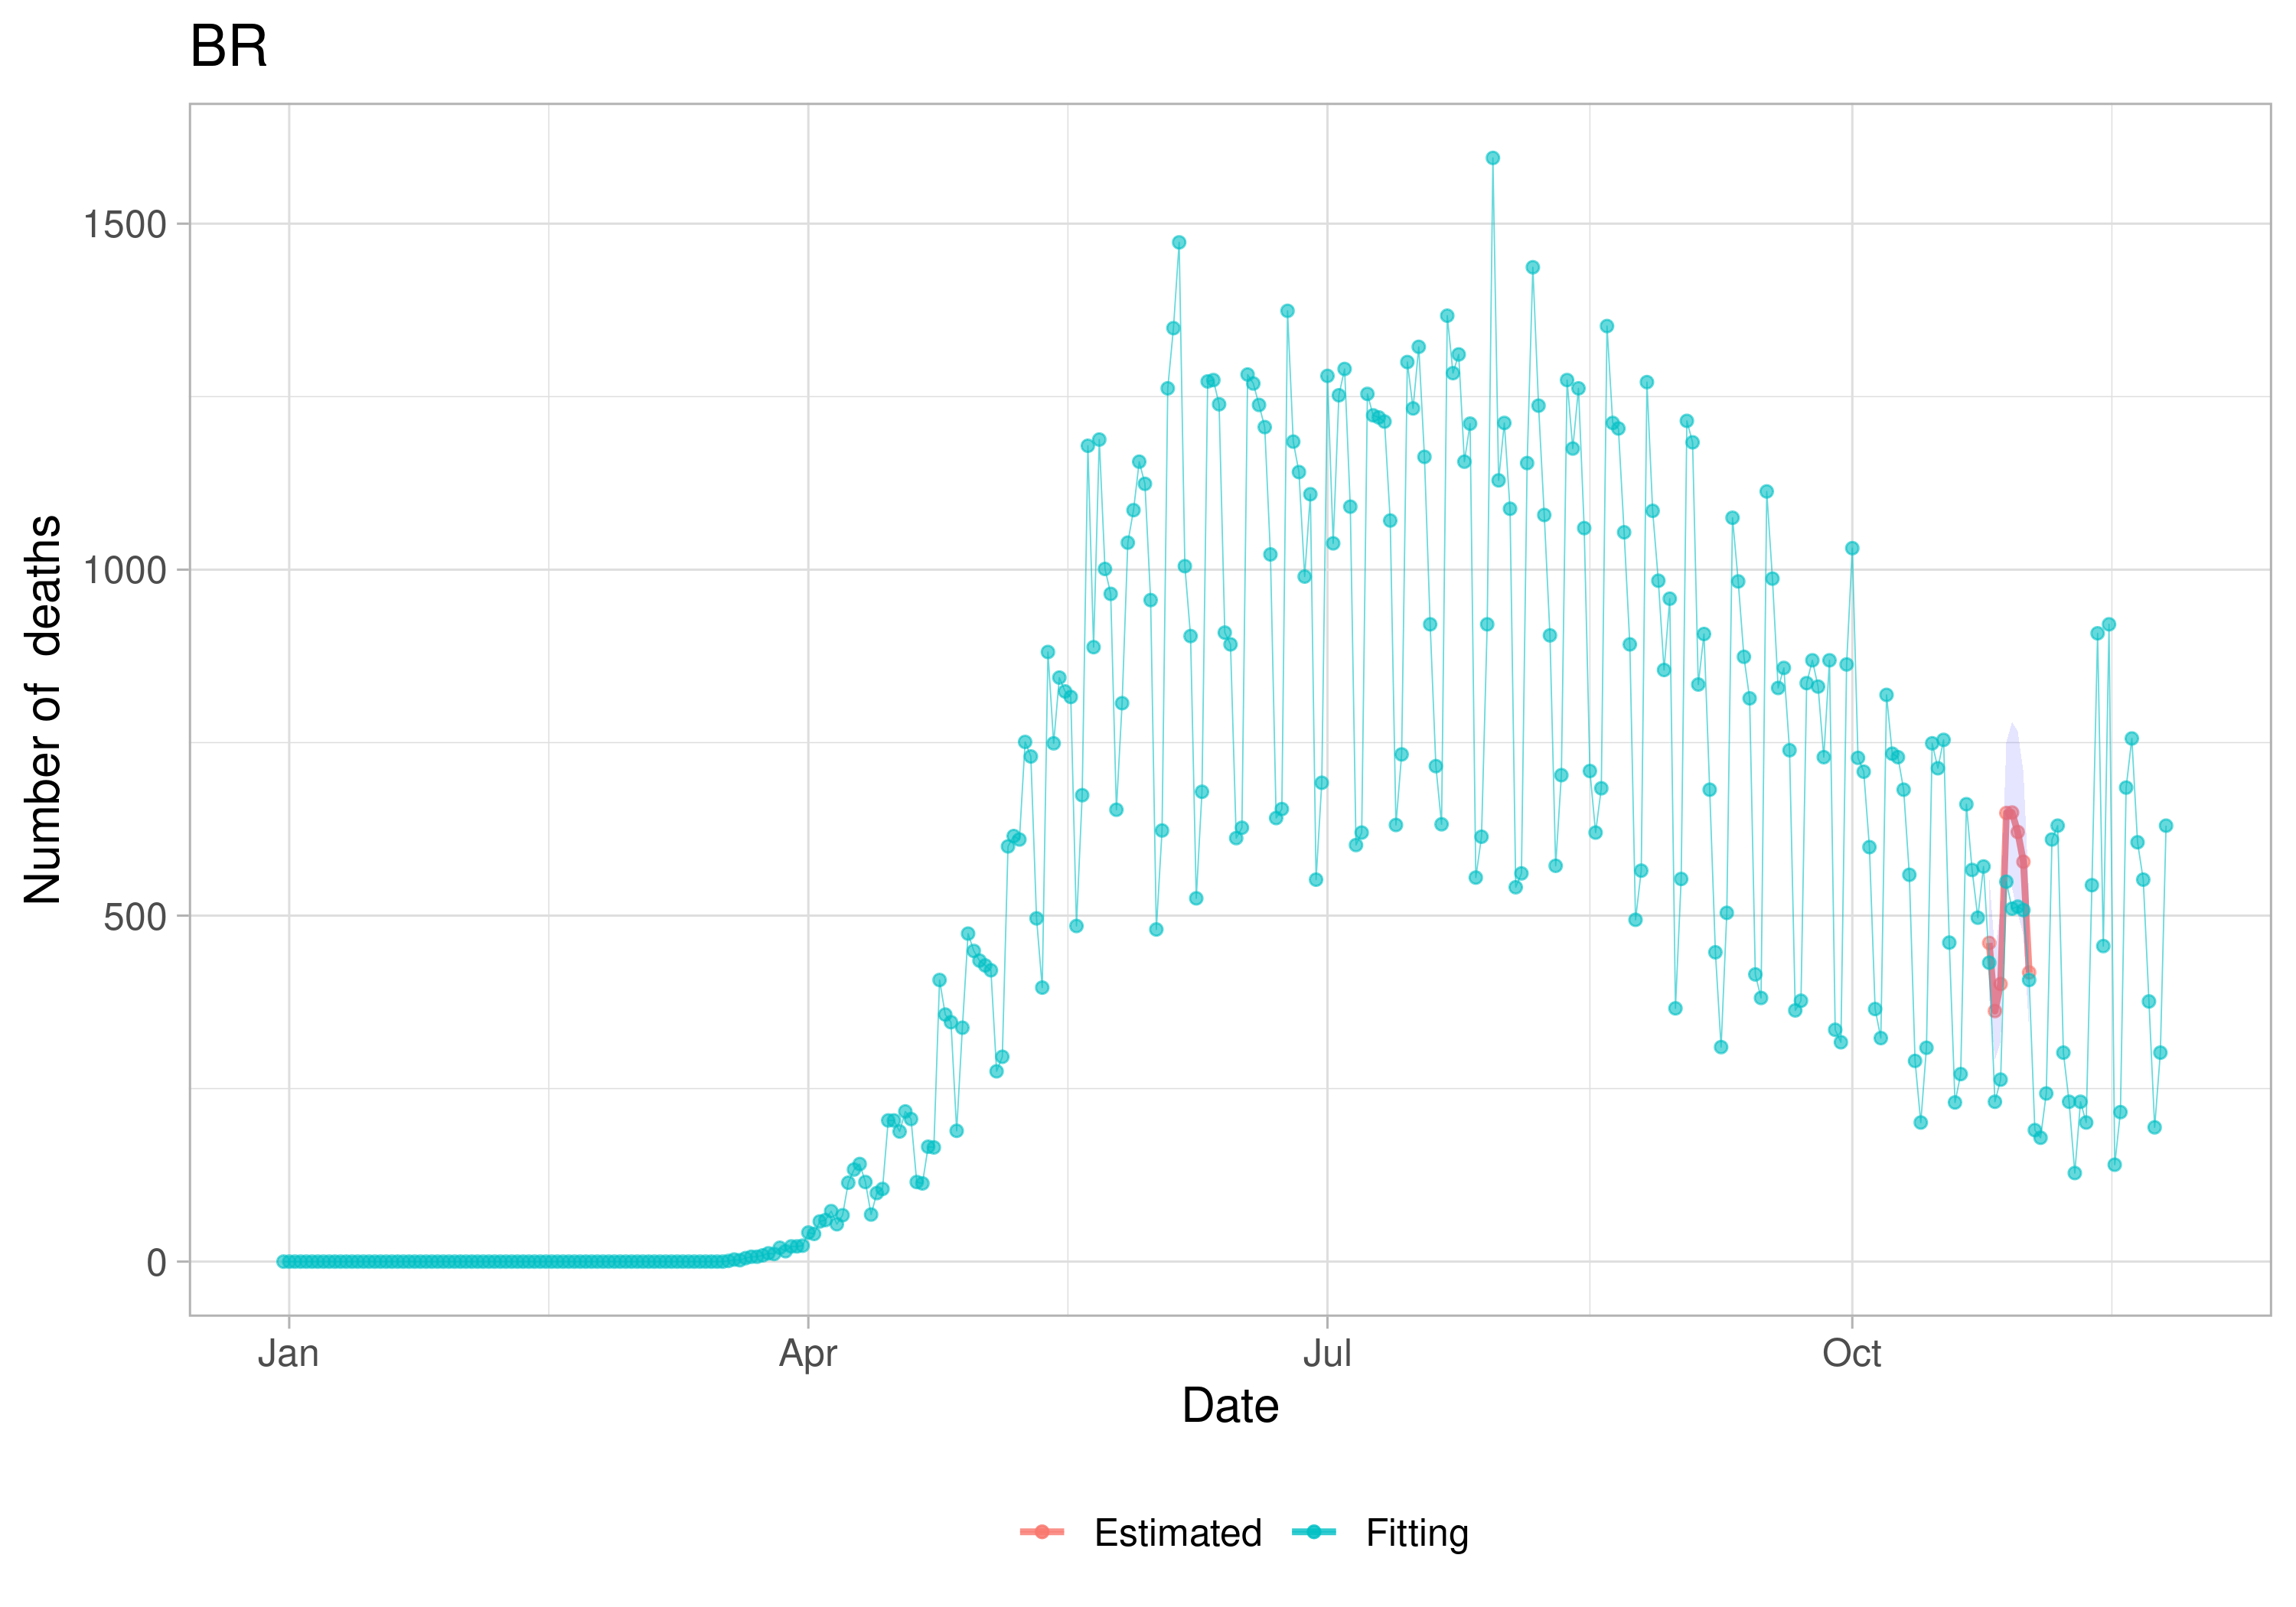 BR
1500
1000
500
0
Number of deaths
Jan Apr Jul Oct
Date
Estimated Fitting